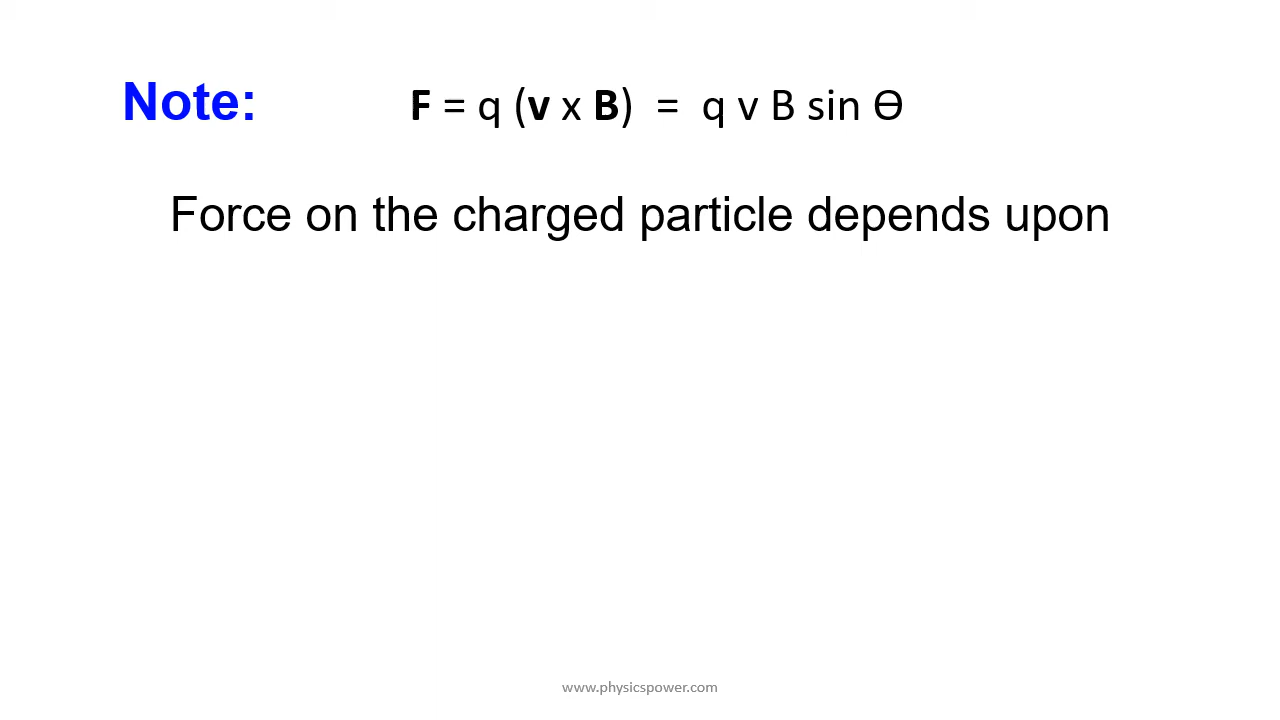 Note: F = q (v x B) = q v B sin ϴ
Force on the charged particle depends upon
www.physicspower.com